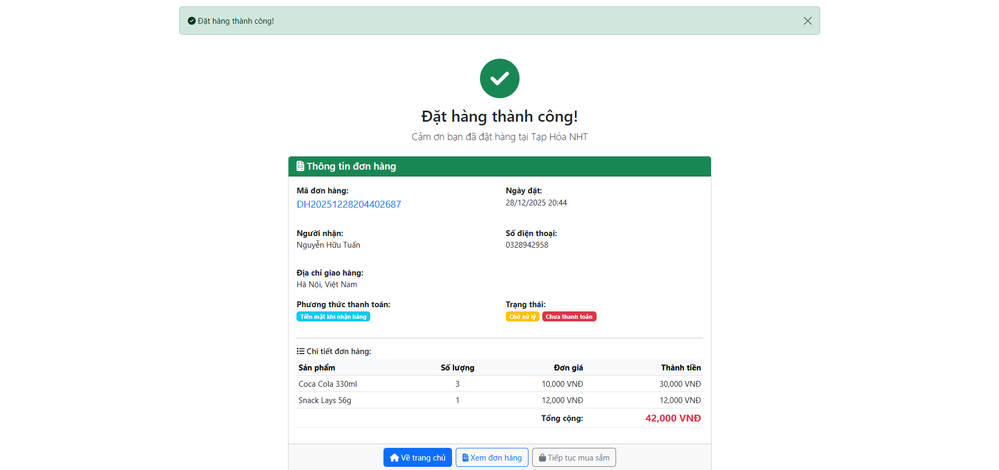 Đặt hàng thành công!
Đặt hàng thành công!
Cảm ơn bạn đã đặt hàng tại Tạp Hóa NHT
Thông tin đơn hàng
Mã đơn hàng: Ngày đặt:
DH20251228204402687 28/12/2025 20:44
Người nhận: Số điện thoại:
Nguyễn Hữu Tuấn 0328942958
Địa chỉ giao hàng:
Hà Nội, Việt Nam
Phương thức thanh toán: Trạng thái:
Tiền mặt khi nhận hàng Chờ xử lý Chưa thanh toán
Chi tiết đơn hàng:
Sản phẩm Số lượng Đơn giá Thành tiền
Coca Cola 330ml 3 10,000 VNĐ 30,000 VNĐ
Snack Lays 56g 1 12,000 VNĐ 12,000 VNĐ
Tổng cộng: 42,000 VNĐ
Về trang chủ Xem đơn hàng Tiếp tục mua sắm